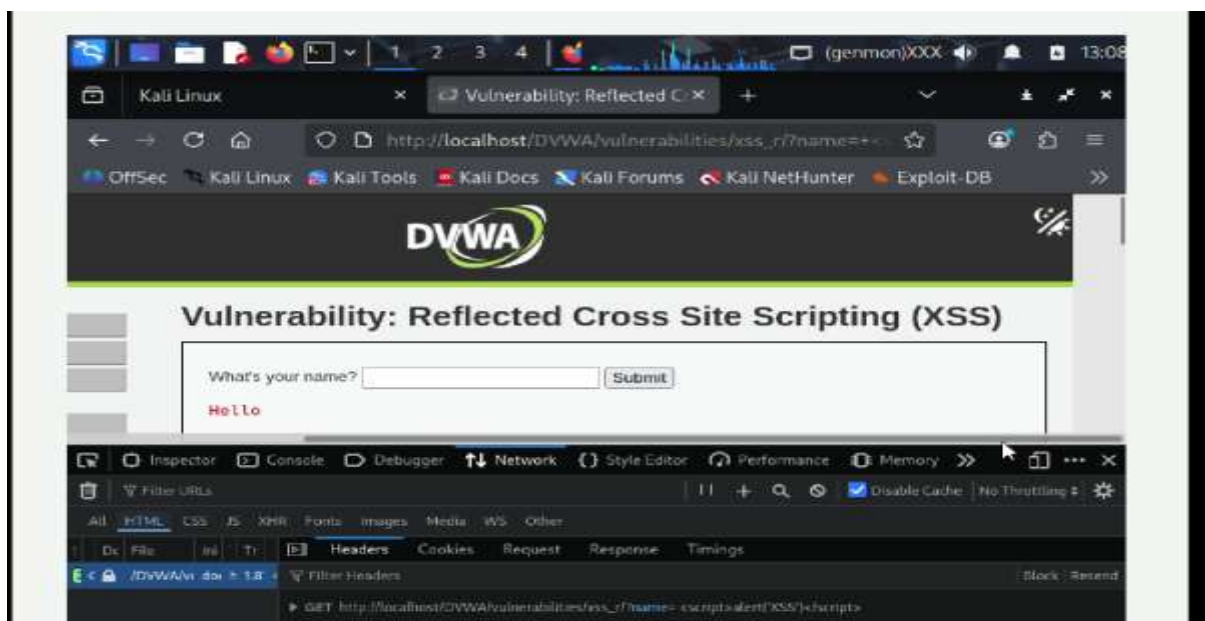 1 2 3 4 (genmon)XXX 13:08
Kali Linux × Vulnerability: Reflected C × +
http://localhost/DVWA/vulnerabilities/xss_r/?name=+<
OffSec Kali Linux Kali Tools Kali Docs Kali Forums Kali NetHunter Exploit-DB »
DVWA
Vulnerability: Reflected Cross Site Scripting (XSS)
What's your name? Submit
Hello
Inspector Console Debugger Network Style Editor Performance Memory »
Filter URLs Disable Cache No Throttling
All HTML CSS JS XHR Fonts Images Media WS Other
File Headers Cookies Request Response Timings
Filter Headers Block Resend
GET http://localhost/DVWA/vulnerabilities/xss_r/?name= <script>alert('XSS')</script>